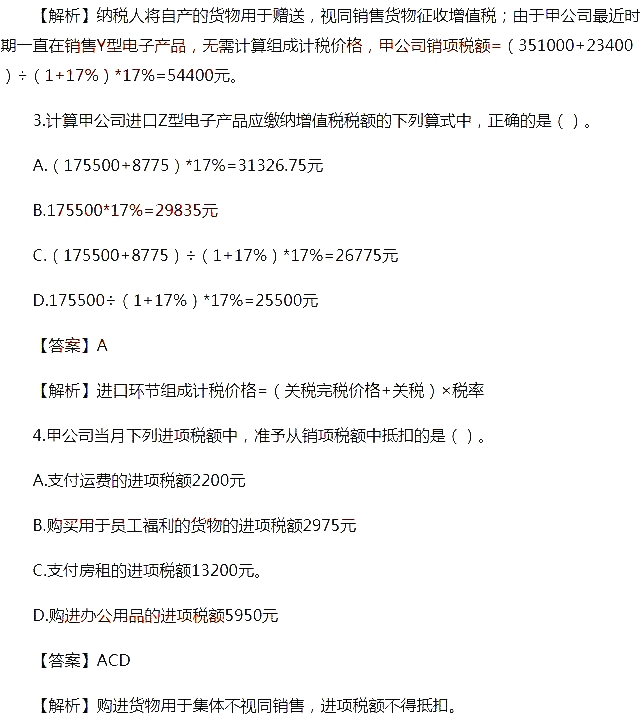 【解析】纳税人将自产的货物用于赠送，视同销售货物征收增值税；由于甲公司最近时
期一直在销售Y型电子产品，无需计算组成计税价格，甲公司销项税额=（351000+23400
）÷（1+17%）*17%=54400元。
3.计算甲公司进口Z型电子产品应缴纳增值税税额的下列算式中，正确的是（ ）。
A.（175500+8775）*17%=31326.75元
B.175500*17%=29835元
C.（175500+8775）÷（1+17%）*17%=26775元
D.175500÷（1+17%）*17%=25500元
【答案】A
【解析】进口环节组成计税价格=（关税完税价格+关税）×税率
4.甲公司当月下列进项税额中，准予从销项税额中抵扣的是（ ）。
A.支付运费的进项税额2200元
B.购买用于员工福利的货物的进项税额2975元
C.支付房租的进项税额13200元。
D.购进办公用品的进项税额5950元
【答案】ACD
【解析】购进货物用于集体不视同销售，进项税额不得抵扣。